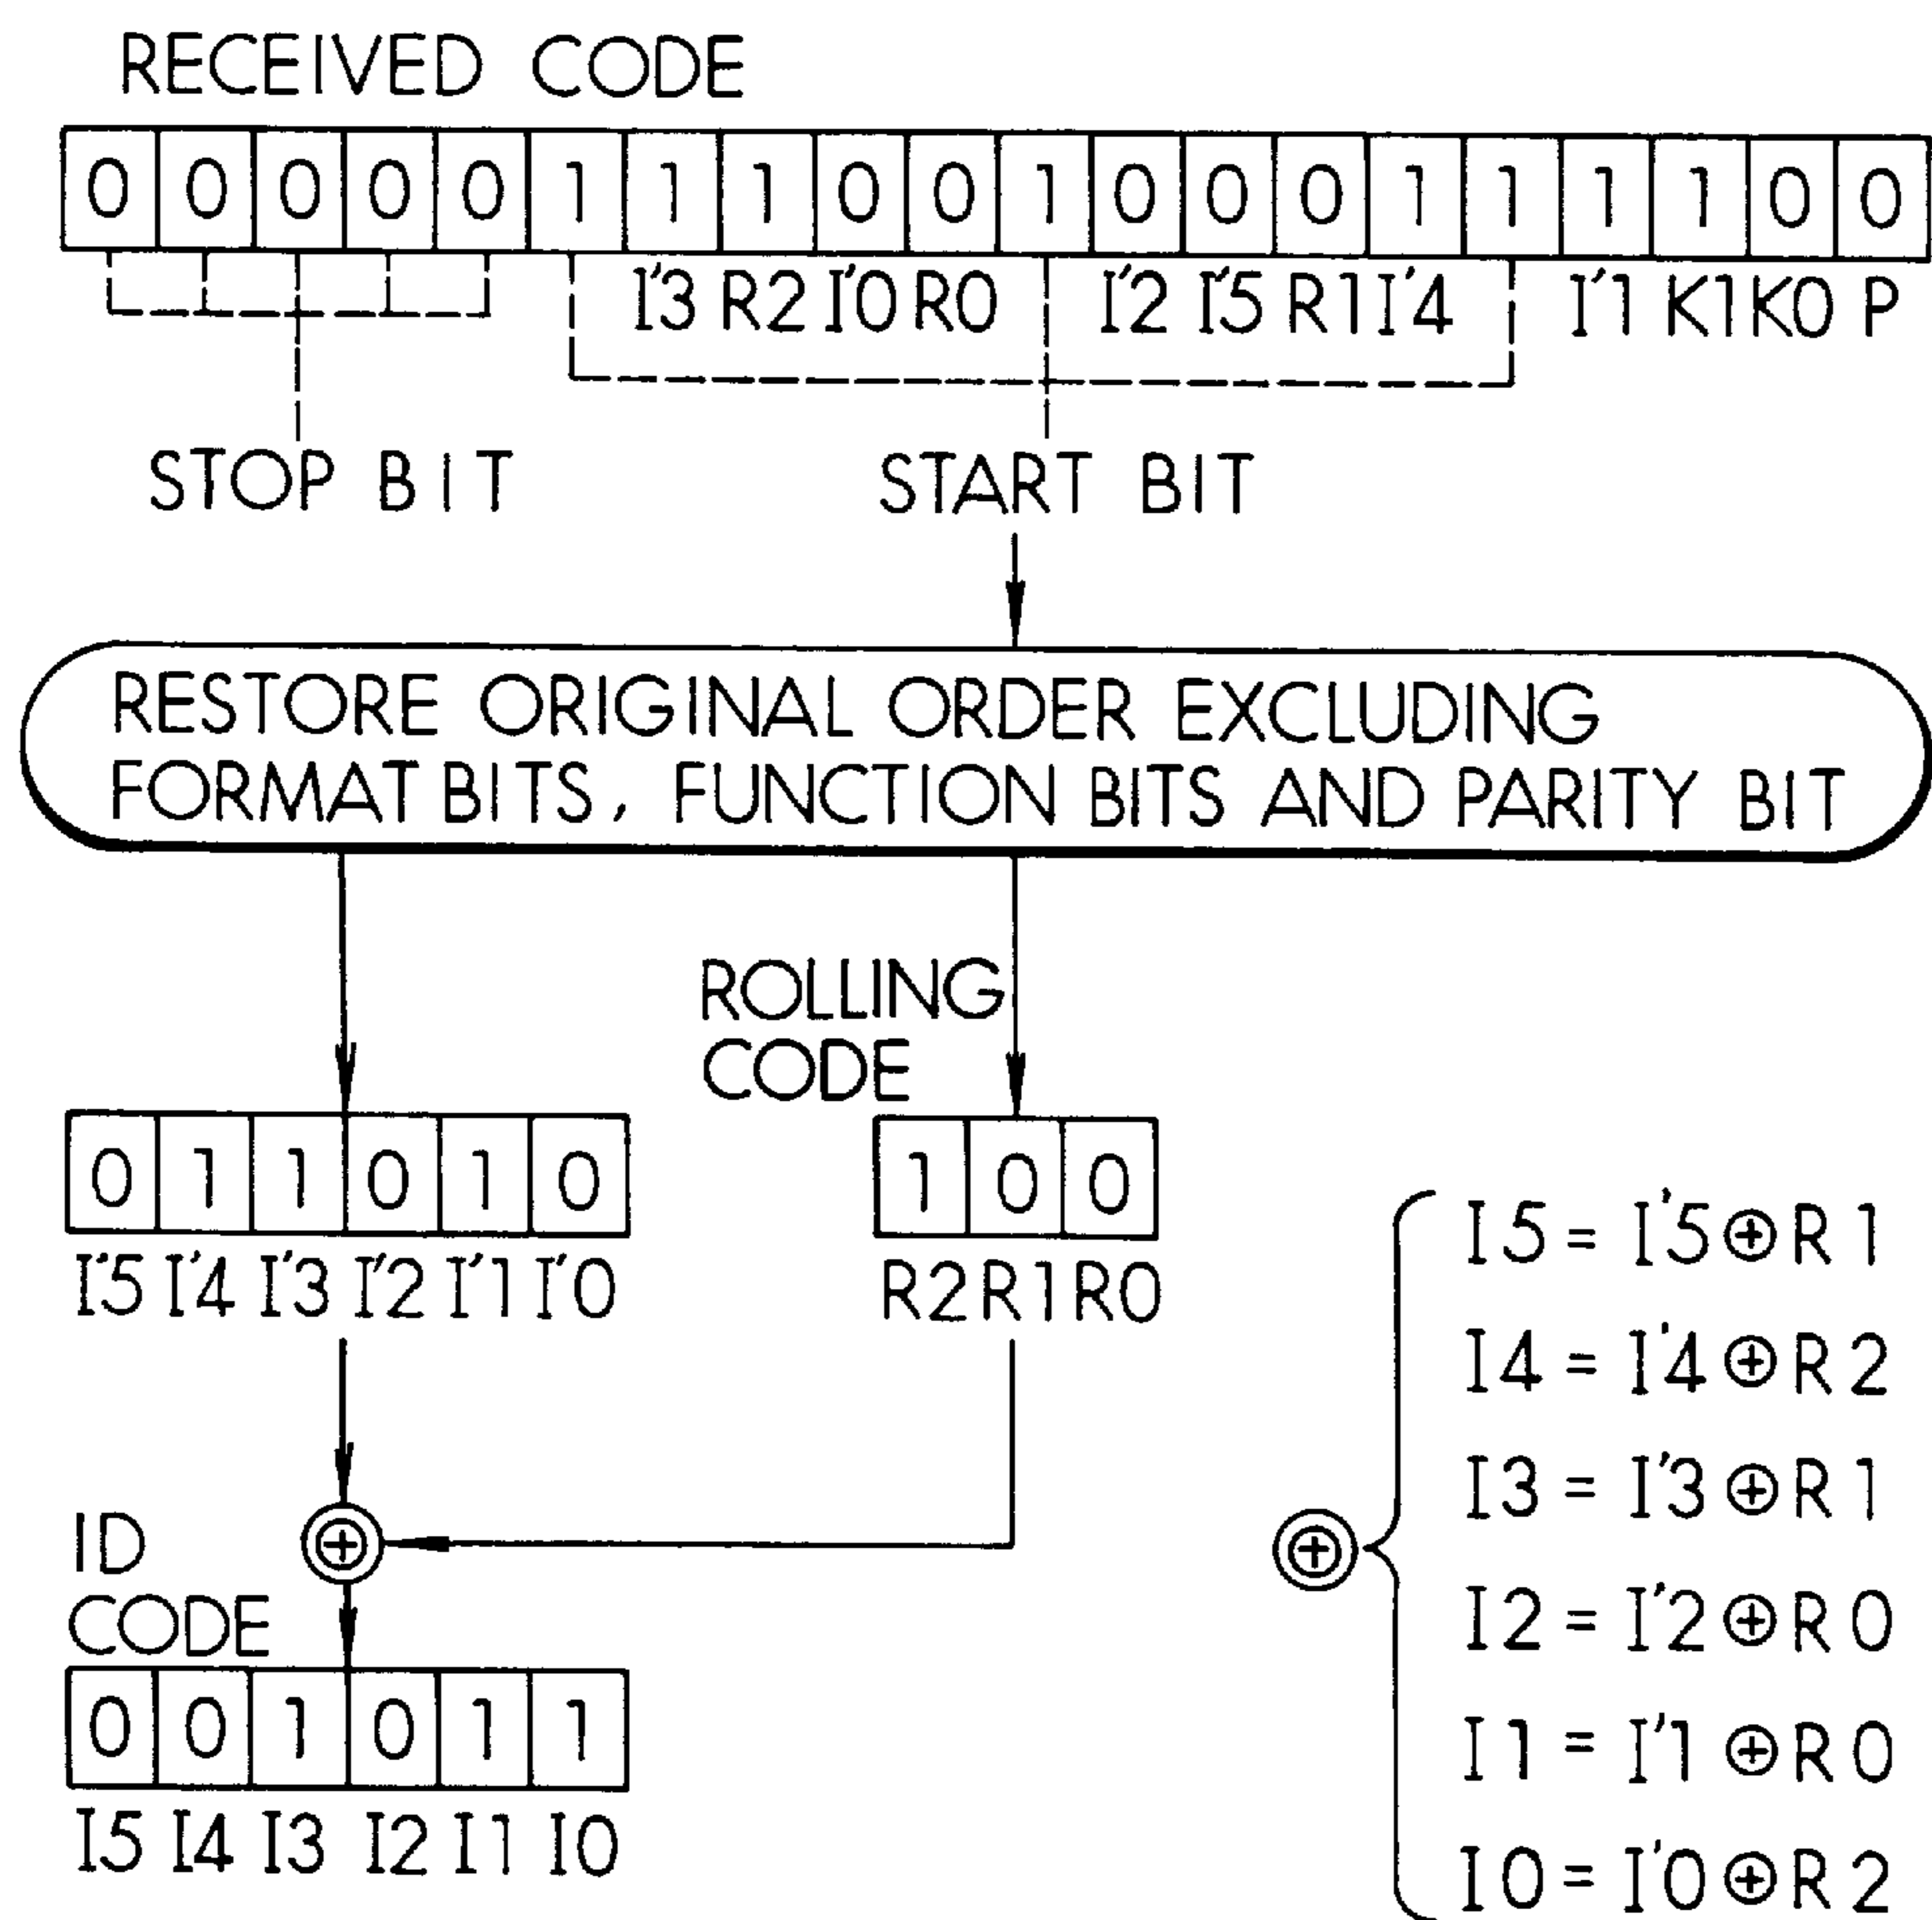 RECEIVED CODE
0 0 0 0 0 1 1 1 0 0 1 0 0 0 1 1 1 1 0 0
I'3 R2 I'0 R0 I'2 I'5 R1 I'4 I'1 K1 K0 P
STOP BIT START BIT
RESTORE ORIGINAL ORDER EXCLUDING
FORMAT BITS, FUNCTION BITS AND PARITY BIT
ROLLING
CODE
0 1 1 0 1 0
I'5 I'4 I'3 I'2 I'1 I'0
1 0 0
R2 R1 R0
ID
CODE
0 0 1 0 1 1
I5 I4 I3 I2 I1 I0
⊕
⊕
I5 = I'5 ⊕ R1
I4 = I'4 ⊕ R2
I3 = I'3 ⊕ R1
I2 = I'2 ⊕ R0
I1 = I'1 ⊕ R0
I0 = I'0 ⊕ R2